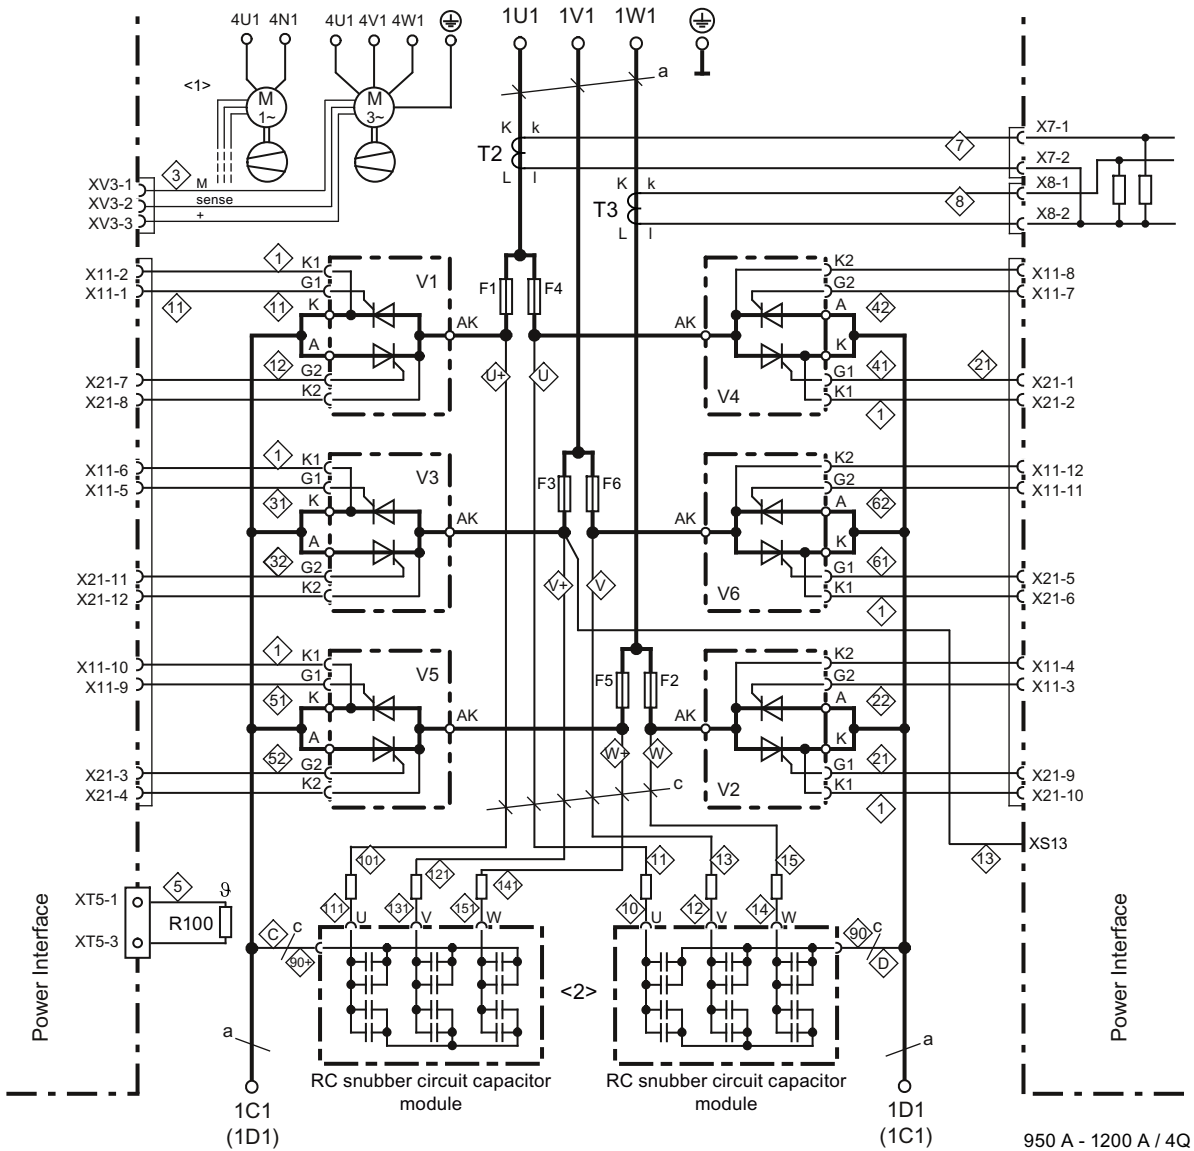 4U1 4N1 4U1 4V1 4W1 1U1 1V1 1W1
<1>
M
1~
M
3~
a
K k
T2
L l
K k
T3
L l
7
8
X7-1
X7-2
X8-1
X8-2
3
XV3-1 M
XV3-2 sense
XV3-3 +
X11-2 1 K1
X11-1 11 11 G1
K V1
AK
A
12
X21-7 G2
X21-8 K2
F1 F4
U+ U
K2 X11-8
G2 X11-7
AK A 42
K
41 21
G1 X21-1
V4 K1 X21-2
1
X11-6 1 K1
X11-5 G1 V3
31 K
AK
A
32
X21-11 G2
X21-12 K2
F3 F6
V+ V
K2 X11-12
G2 X11-11
AK A 62
K
61
G1 X21-5
V6 K1 X21-6
1
X11-10 1 K1
X11-9 G1 V5
51 K
AK
A
52
X21-3 G2
X21-4 K2
F5 F2
W+ W
c
K2 X11-4
G2 X11-3
AK A 22
K
21
G1 X21-9
V2 K1 X21-10
1
XS13
13
101 121 141 11 13 15
111 131 151 10 12 14
U V W U V W
XT5-1 5 ϑ
R100
XT5-3
C c
90+
90 c
D
<2>
a
a
RC snubber circuit capacitor
module
RC snubber circuit capacitor
module
Power Interface
Power Interface
1C1
(1D1)
1D1
(1C1)
950 A - 1200 A / 4Q